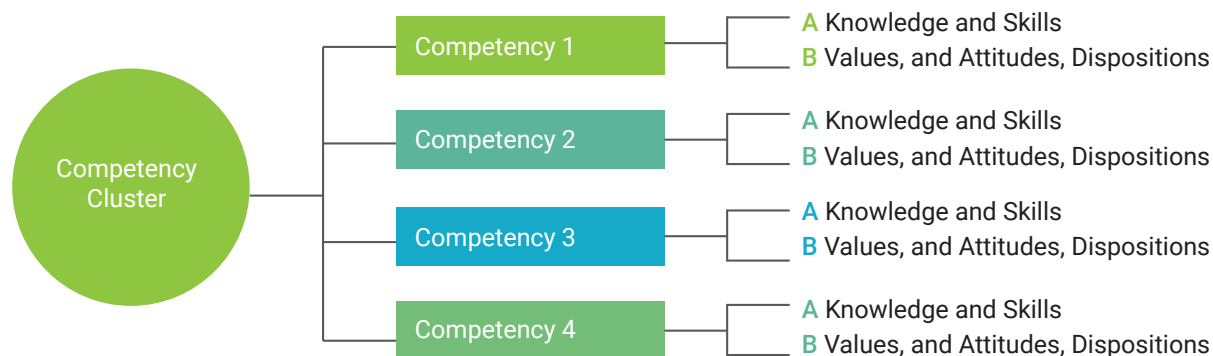 Competency
Cluster
Competency 1
A Knowledge and Skills
B Values, and Attitudes, Dispositions
Competency 2
A Knowledge and Skills
B Values, and Attitudes, Dispositions
Competency 3
A Knowledge and Skills
B Values, and Attitudes, Dispositions
Competency 4
A Knowledge and Skills
B Values, and Attitudes, Dispositions